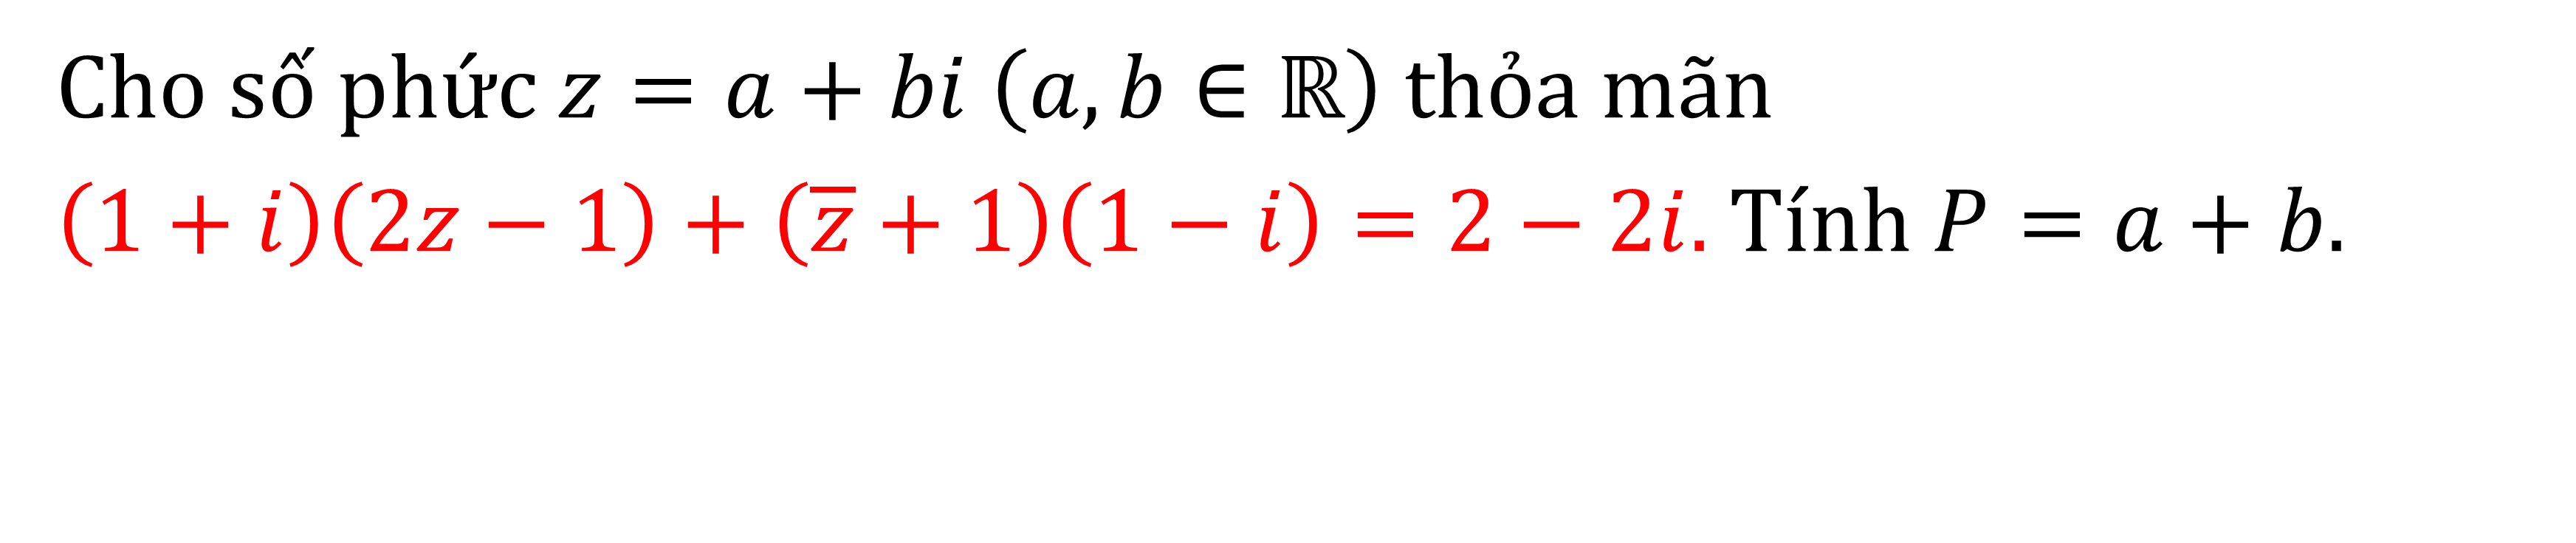 Cho số phức z = a + bi (a, b ∈ ℝ) thỏa mãn
(1 + i)(2z − 1) + (z̅ + 1)(1 − i) = 2 − 2i. Tính P = a + b.